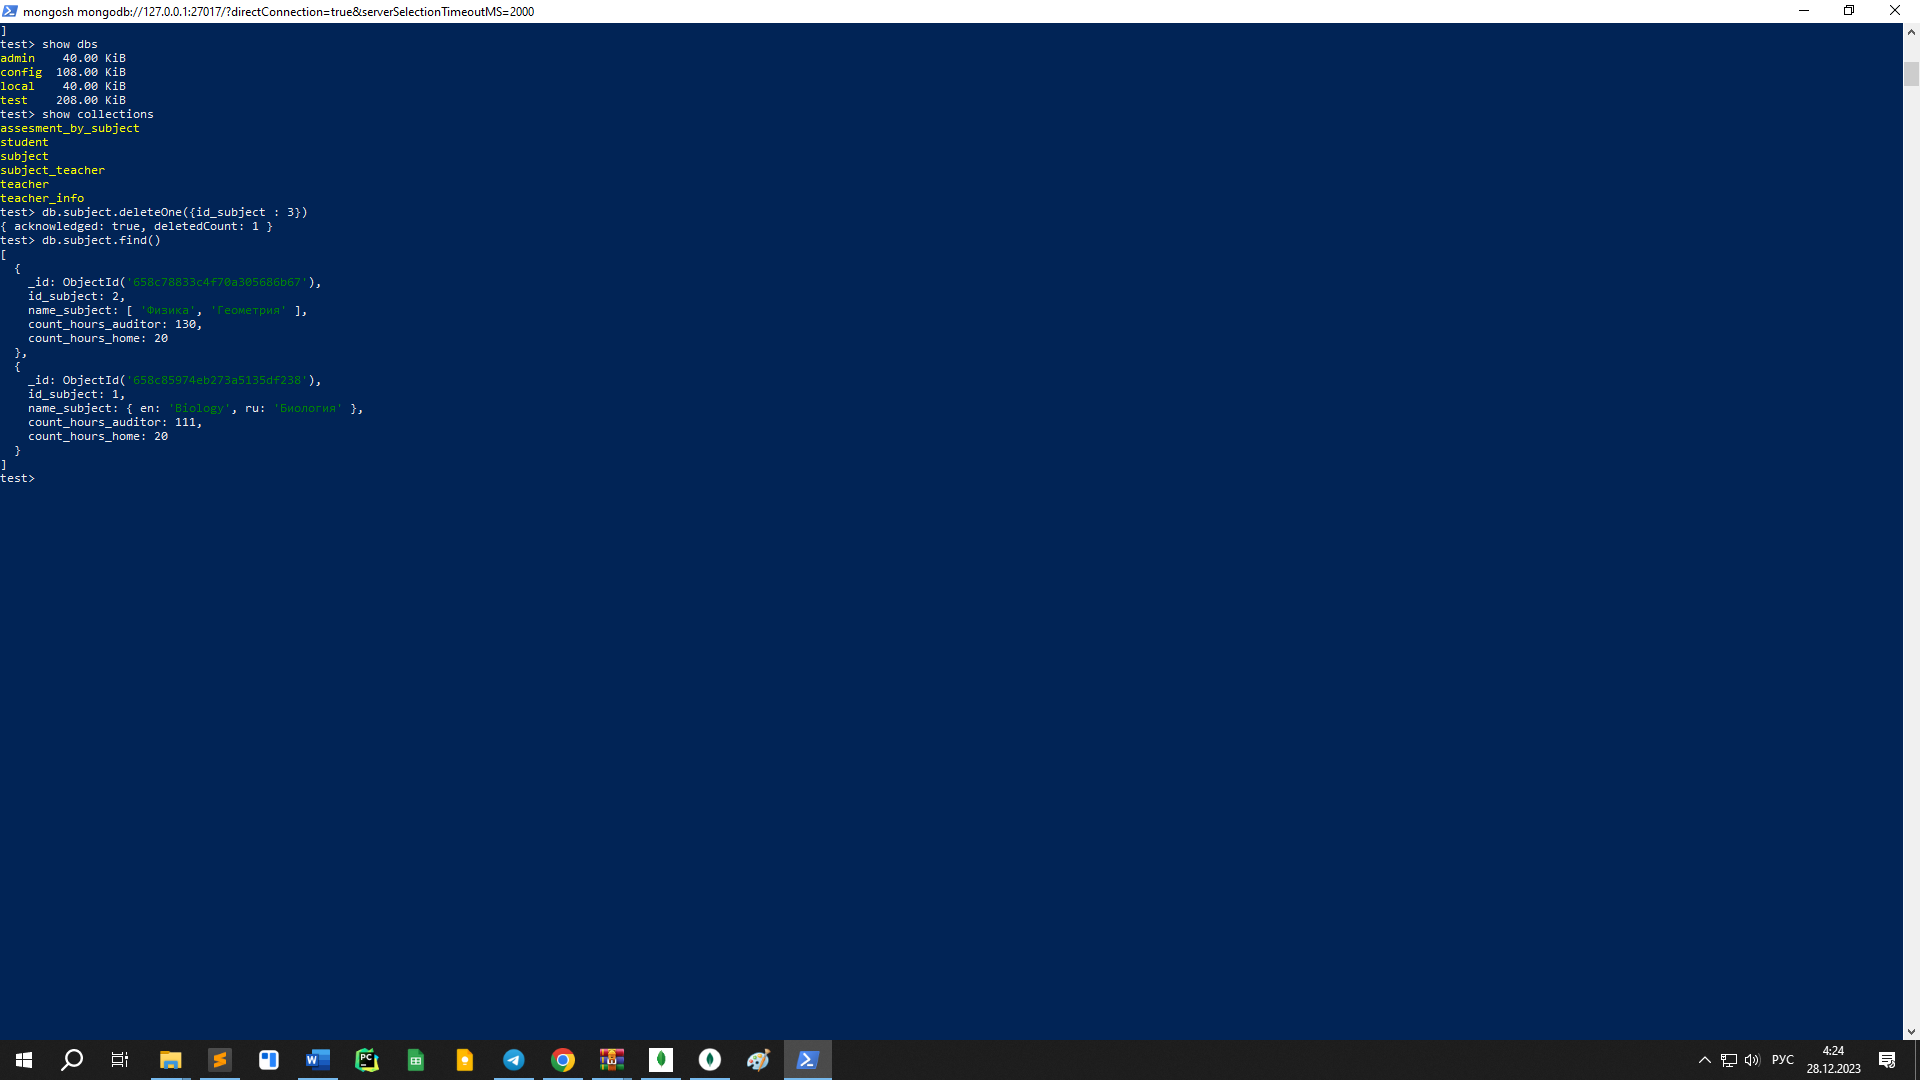 mongosh mongodb://127.0.0.1:27017/?directConnection=true&serverSelectionTimeoutMS=2000
]
test> show dbs
admin    40.00 KiB
config  108.00 KiB
local    40.00 KiB
test    208.00 KiB
test> show collections
assesment_by_subject
student
subject
subject_teacher
teacher
teacher_info
test> db.subject.deleteOne({id_subject : 3})
{ acknowledged: true, deletedCount: 1 }
test> db.subject.find()
[
  {
    _id: ObjectId('658c78833c4f70a305686b67'),
    id_subject: 2,
    name_subject: [ 'Физика', 'Геометрия' ],
    count_hours_auditor: 130,
    count_hours_home: 20
  },
  {
    _id: ObjectId('658c85974eb273a5135df238'),
    id_subject: 1,
    name_subject: { en: 'Biology', ru: 'Биология' },
    count_hours_auditor: 111,
    count_hours_home: 20
  }
]
test>
W
PC
РУС
4:24
28.12.2023